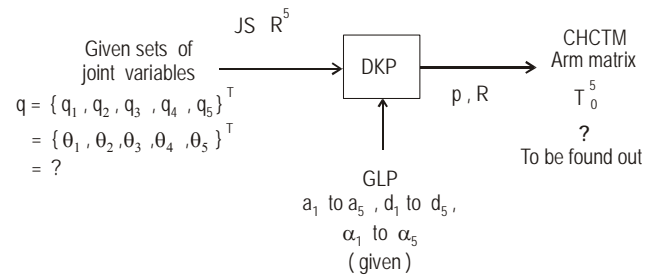 JS R^5
Given sets of
joint variables
q = { q_1 , q_2 , q_3 , q_4 , q_5 }^T
= { θ_1 , θ_2 , θ_3 , θ_4 , θ_5 }^T
= ?
DKP
p , R
CHCTM
Arm matrix
T_0^5
?
To be found out
GLP
a_1 to a_5 , d_1 to d_5 ,
α_1 to α_5
( given )